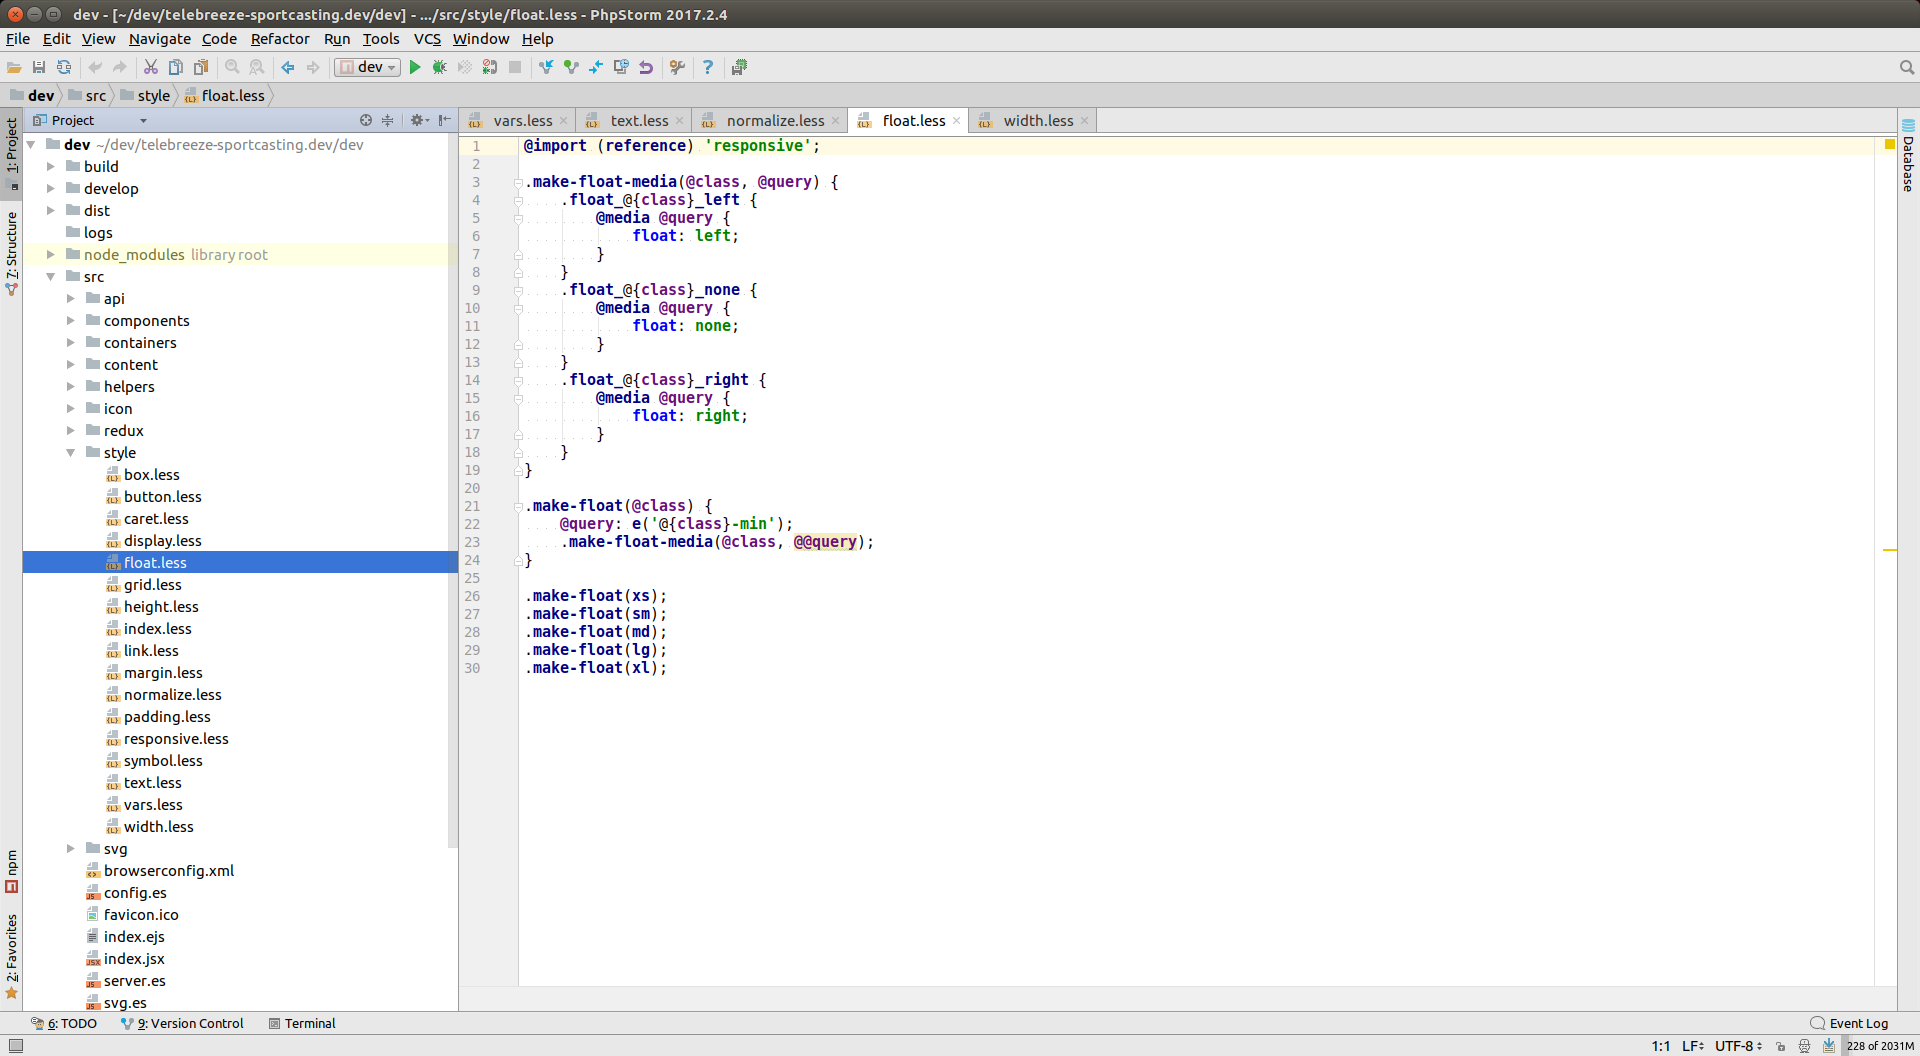 dev - [~/dev/telebreeze-sportcasting.dev/dev] - .../src/style/float.less - PhpStorm 2017.2.4
File Edit View Navigate Code Refactor Run Tools VCS Window Help
dev
dev src style float.less
Project
vars.less text.less normalize.less float.less width.less
1: Project
7: Structure
npm
2: Favorites
Database
dev ~/dev/telebreeze-sportcasting.dev/dev
build
develop
dist
logs
node_modules library root
src
api
components
containers
content
helpers
icon
redux
style
box.less
button.less
caret.less
display.less
float.less
grid.less
height.less
index.less
link.less
margin.less
normalize.less
padding.less
responsive.less
symbol.less
text.less
vars.less
width.less
svg
browserconfig.xml
config.es
favicon.ico
index.ejs
index.jsx
server.es
svg.es
1 @import (reference) 'responsive';
2
3 .make-float-media(@class, @query) {
4 .float_@{class}_left {
5 @media @query {
6 float: left;
7 }
8 }
9 .float_@{class}_none {
10 @media @query {
11 float: none;
12 }
13 }
14 .float_@{class}_right {
15 @media @query {
16 float: right;
17 }
18 }
19 }
20
21 .make-float(@class) {
22 @query: e('@{class}-min');
23 .make-float-media(@class, @@query);
24 }
25
26 .make-float(xs);
27 .make-float(sm);
28 .make-float(md);
29 .make-float(lg);
30 .make-float(xl);
6: TODO 9: Version Control Terminal Event Log
1:1 LF UTF-8 228 of 2031M